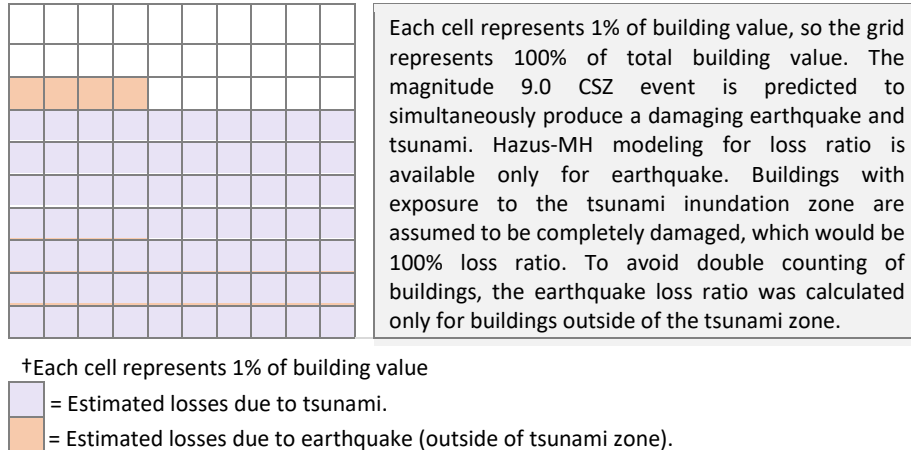 Each cell represents 1% of building value, so the grid
represents 100% of total building value. The
magnitude 9.0 CSZ event is predicted to
simultaneously produce a damaging earthquake and
tsunami. Hazus-MH modeling for loss ratio is
available only for earthquake. Buildings with
exposure to the tsunami inundation zone are
assumed to be completely damaged, which would be
100% loss ratio. To avoid double counting of
buildings, the earthquake loss ratio was calculated
only for buildings outside of the tsunami zone.
†Each cell represents 1% of building value
= Estimated losses due to tsunami.
= Estimated losses due to earthquake (outside of tsunami zone).